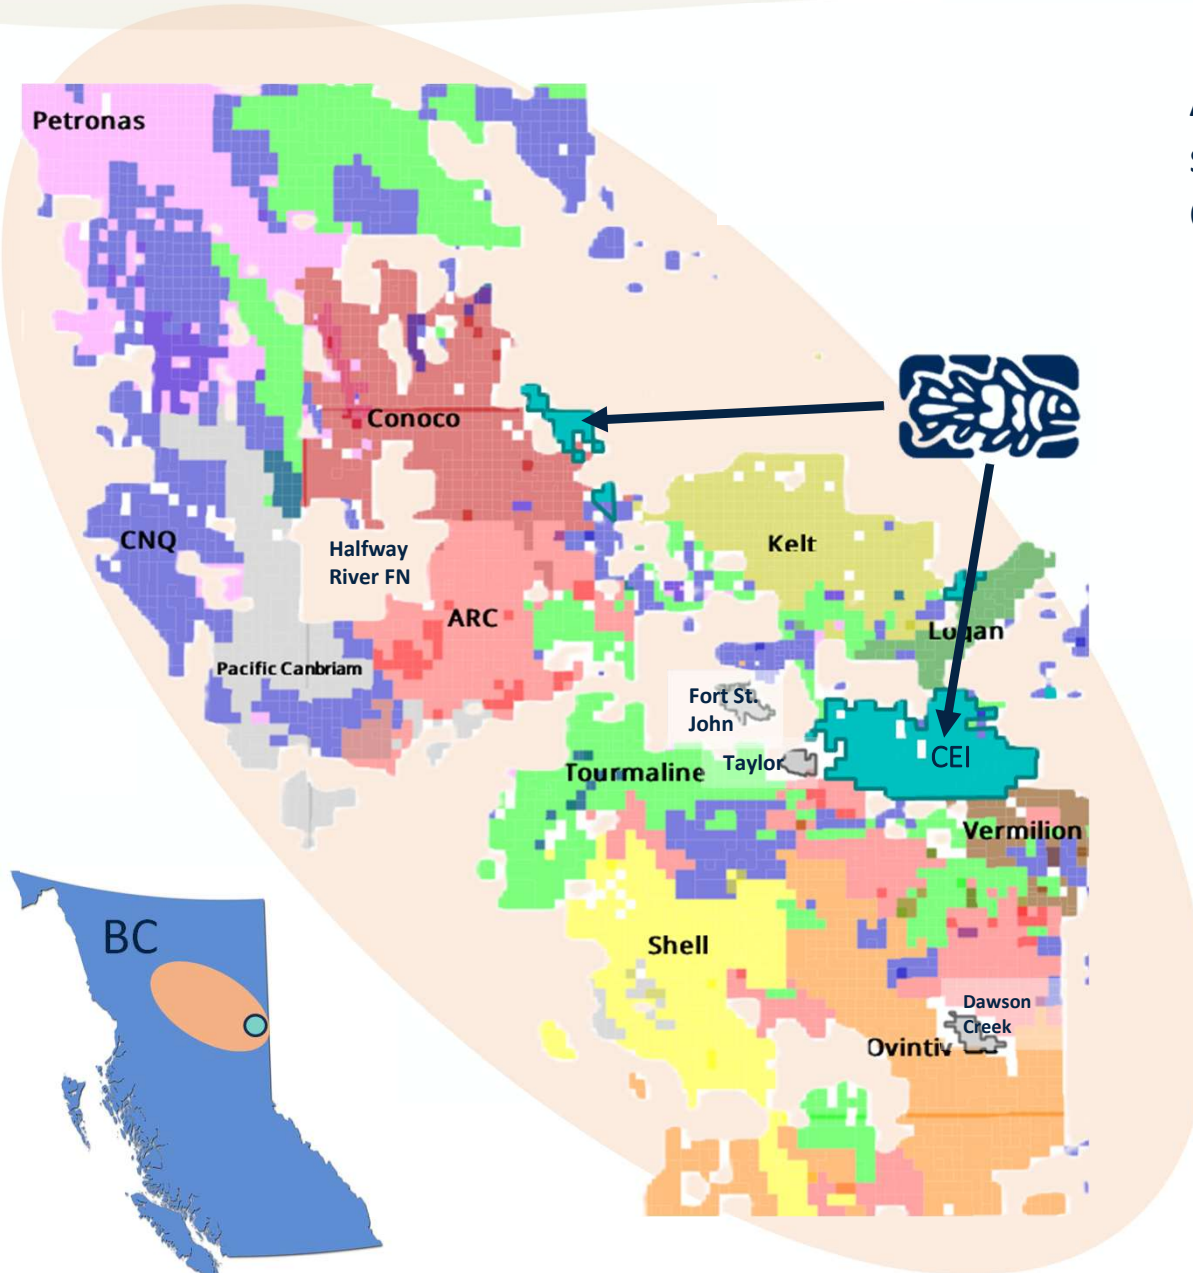 Petronas
Conoco
CNQ
Halfway
River FN
Kelt
ARC
Logan
Pacific Canbriam
Fort St.
John
Taylor
Tourmaline
CEI
Vermilion
BC
Shell
Dawson
Creek
Ovintiv